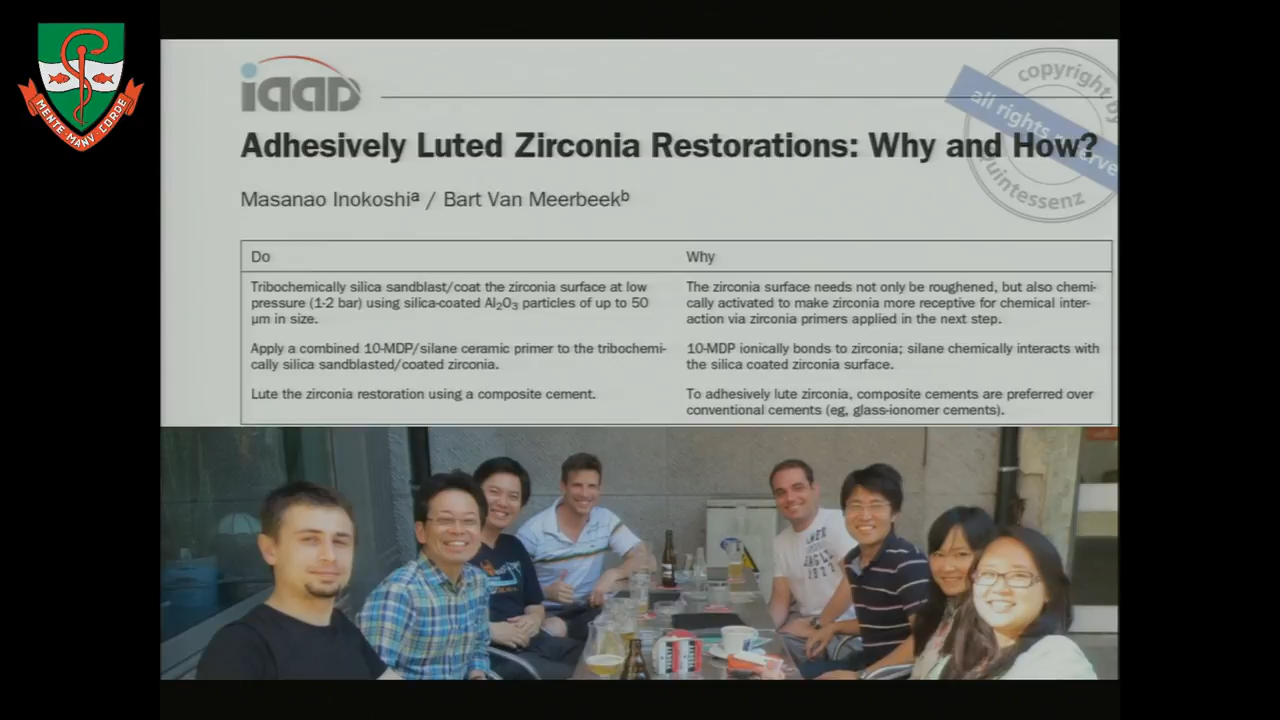 MENTE MANV CORDE
iaad
copyright by
all rights reserve
Quintessenz
Adhesively Luted Zirconia Restorations: Why and How?
Masanao Inokoshiᵃ / Bart Van Meerbeekᵇ
Do Why
Tribochemically silica sandblast/coat the zirconia surface at low
pressure (1-2 bar) using silica-coated Al₂O₃ particles of up to 50
μm in size.
The zirconia surface needs not only be roughened, but also chemi-
cally activated to make zirconia more receptive for chemical inter-
action via zirconia primers applied in the next step.
Apply a combined 10-MDP/silane ceramic primer to the tribochemi-
cally silica sandblasted/coated zirconia.
10-MDP ionically bonds to zirconia; silane chemically interacts with
the silica coated zirconia surface.
Lute the zirconia restoration using a composite cement.
To adhesively lute zirconia, composite cements are preferred over
conventional cements (eg, glass-ionomer cements).